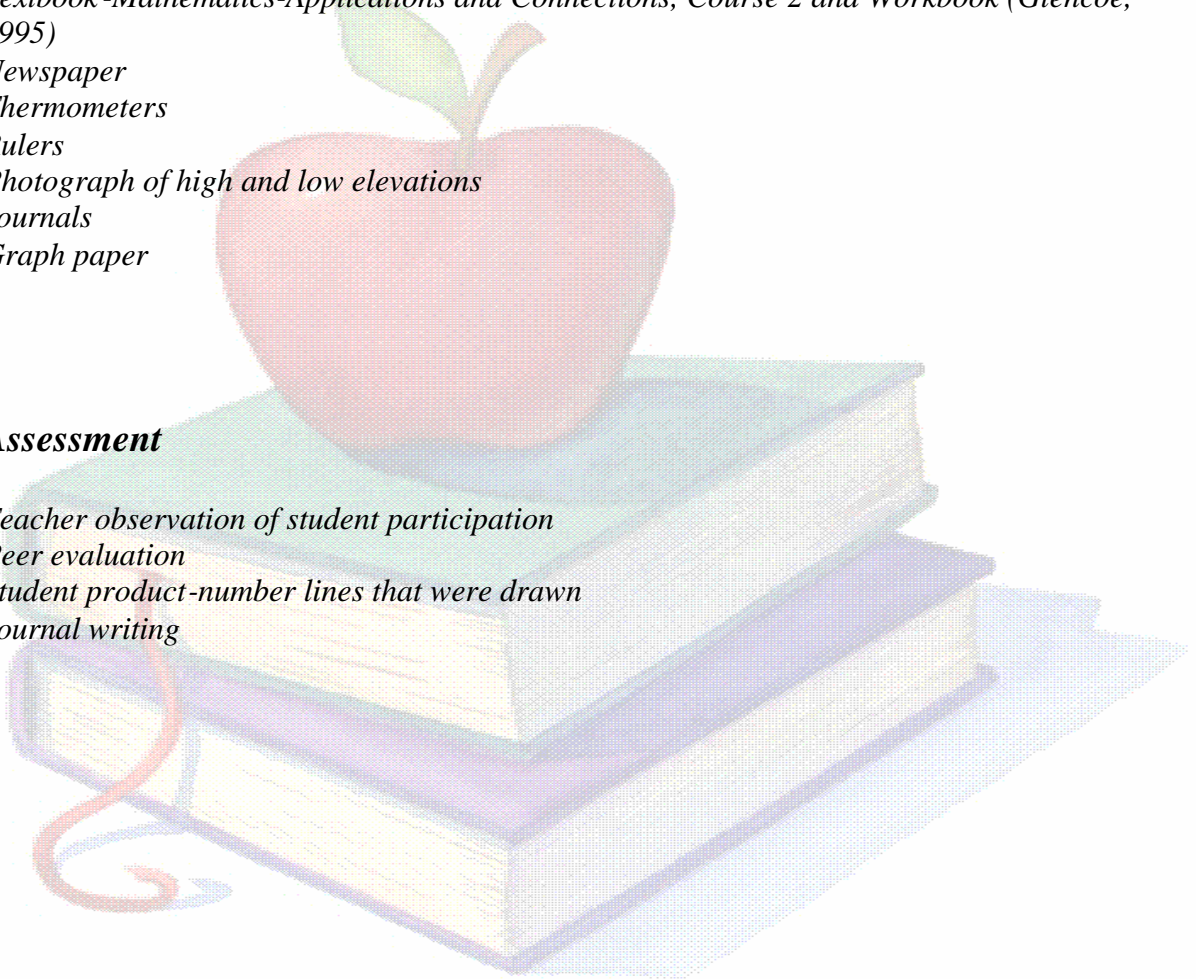 extbook-Mathematics-Applications and Connections, Course 2 and Workbook (Glencoe,
995)
ewspaper
hermometers
ulers
hotograph of high and low elevations
ournals
raph paper
ssessment
eacher observation of student participation
eer evaluation
tudent product-number lines that were drawn
ournal writing